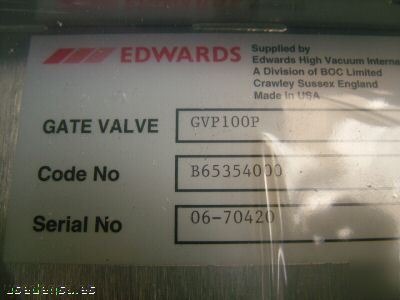 EDWARDS
Supplied by
Edwards High Vacuum Interna
A Division of BOC Limited
Crawley Sussex England
Made in USA
GATE VALVE GVP100P
Code No B65354000
Serial No 06-70420